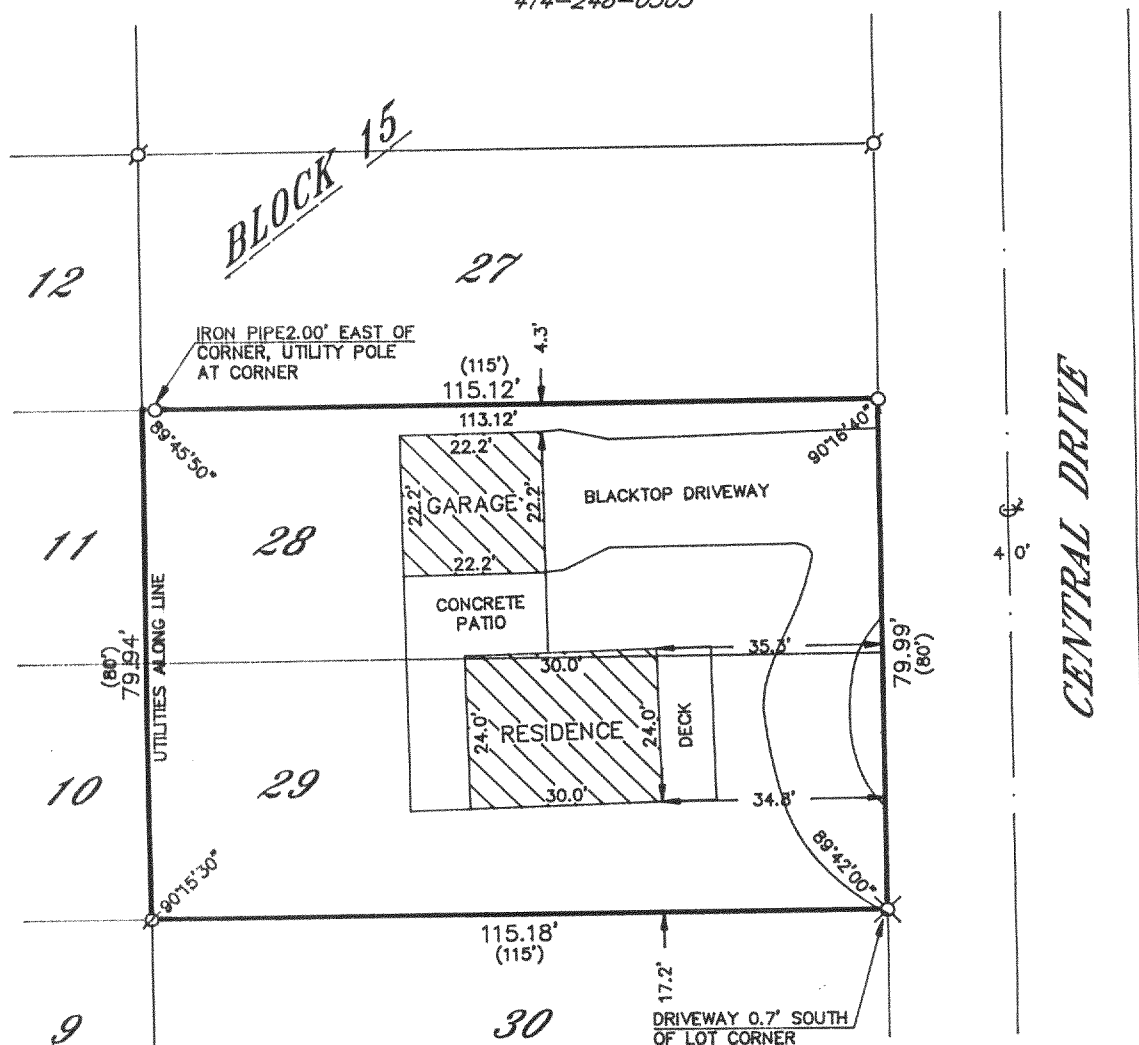 BLOCK 15
12
27
IRON PIPE2.00' EAST OF
CORNER, UTILITY POLE
AT CORNER
4.3'
(115')
115.12'
113.12'
89°45'50"
90°16'40"
22.2'
22.2'
GARAGE
22.2'
22.2'
BLACKTOP DRIVEWAY
11
28
CENTRAL DRIVE
40'
CONCRETE
PATIO
UTILITIES ALONG LINE
(80')
79.94'
79.99'
(80')
35.3'
30.0'
24.0'
RESIDENCE
24.0'
DECK
10
29
30.0'
34.8'
89°42'00"
90°15'30"
115.18'
(115')
17.2'
9
30
DRIVEWAY 0.7' SOUTH
OF LOT CORNER